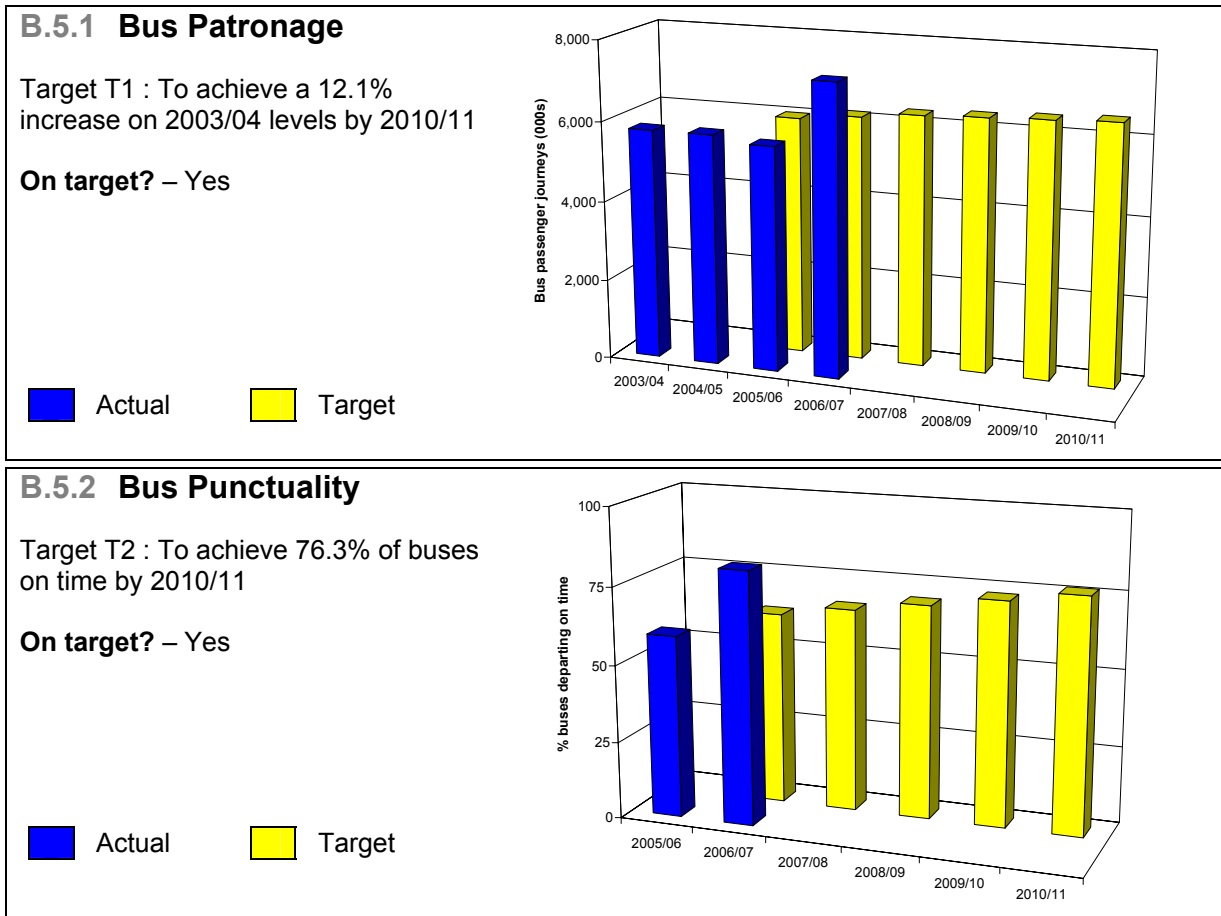 B.5.1 Bus Patronage
Target T1 : To achieve a 12.1%
increase on 2003/04 levels by 2010/11
On target? – Yes
Actual
Target
Bus passenger journeys (000s)
8,000
6,000
4,000
2,000
0
2003/04
2004/05
2005/06
2006/07
2007/08
2008/09
2009/10
2010/11
B.5.2 Bus Punctuality
Target T2 : To achieve 76.3% of buses
on time by 2010/11
On target? – Yes
Actual
Target
% buses departing on time
100
75
50
25
0
2005/06
2006/07
2007/08
2008/09
2009/10
2010/11